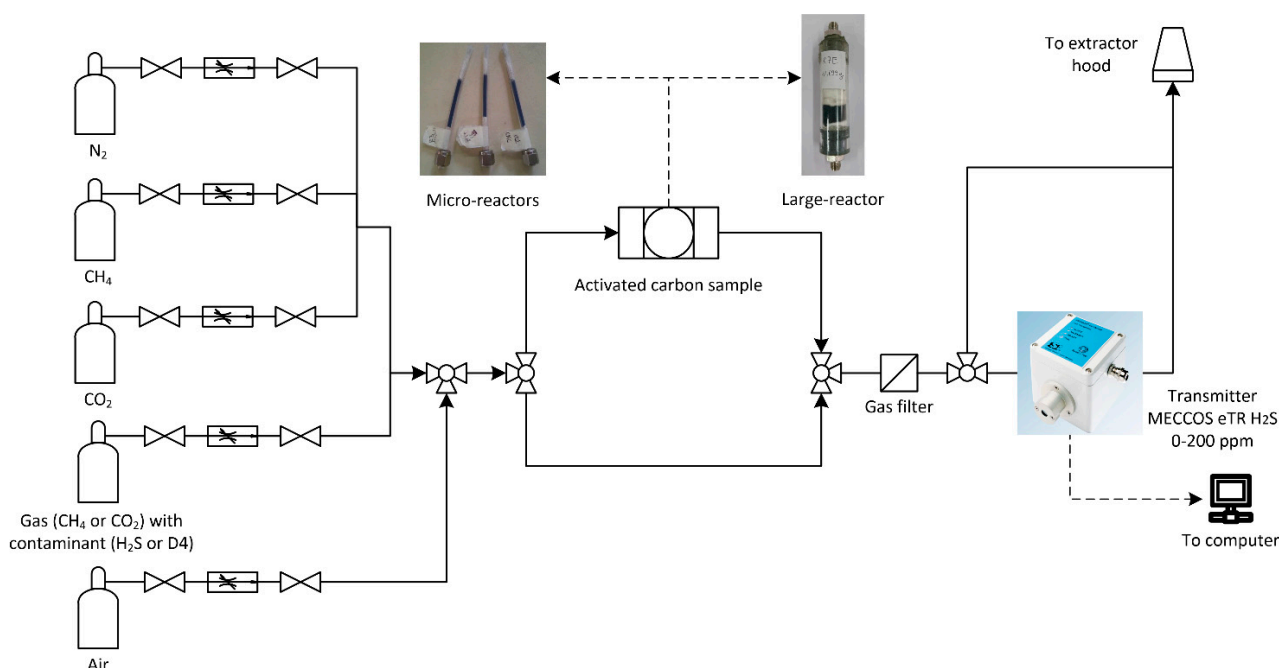 N₂
CH₄
CO₂
Gas (CH₄ or CO₂) with
contaminant (H₂S or D4)
Air
Micro-reactors
Large-reactor
Activated carbon sample
To extractor
hood
Gas filter
Transmitter
MECCOS eTR H₂S
0-200 ppm
To computer